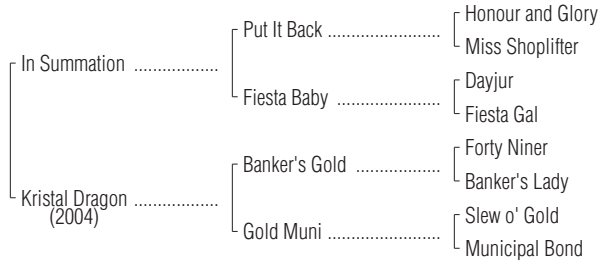 Honour and Glory
Put It Back ....................
Miss Shoplifter
In Summation ...............
Dayjur
Fiesta Baby ..................
Fiesta Gal
Forty Niner
Banker's Gold ...............
Banker's Lady
Kristal Dragon ...............
(2004)
Slew o' Gold
Gold Muni .....................
Municipal Bond